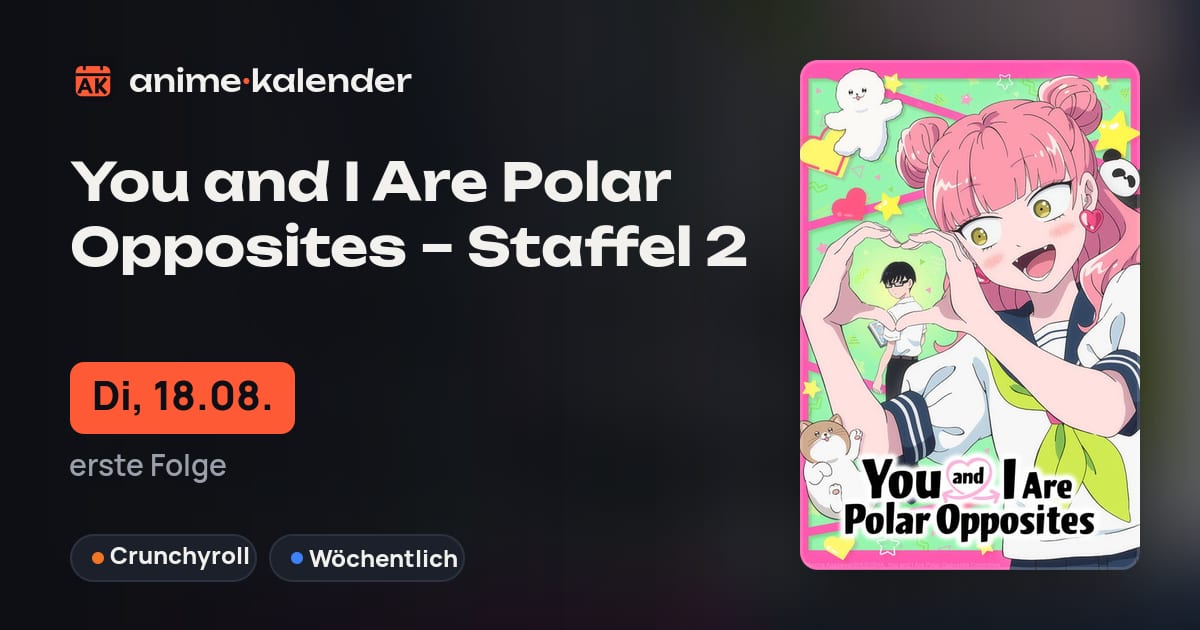 AK
anime·kalender
You and I Are Polar
Opposites – Staffel 2
Di, 18.08.
erste Folge
Crunchyroll
Wöchentlich
You and I Are
Polar Opposites